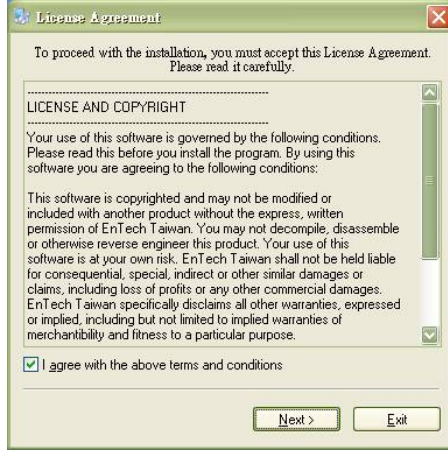 License Agreement
To proceed with the installation, you must accept this License Agreement.
Please read it carefully.
------------------------------------------------------------
LICENSE AND COPYRIGHT
------------------------------------------------------------
Your use of this software is governed by the following conditions.
Please read this before you install the program. By using this
software you are agreeing to the following conditions:
This software is copyrighted and may not be modified or
included with another product without the express, written
permission of EnTech Taiwan. You may not decompile, disassemble
or otherwise reverse engineer this product. Your use of this
software is at your own risk. EnTech Taiwan shall not be held liable
for consequential, special, indirect or other similar damages or
claims, including loss of profits or any other commercial damages.
EnTech Taiwan specifically disclaims all other warranties, expressed
or implied, including but not limited to implied warranties of
merchantibility and fitness to a particular purpose.
I agree with the above terms and conditions
Next >
Exit